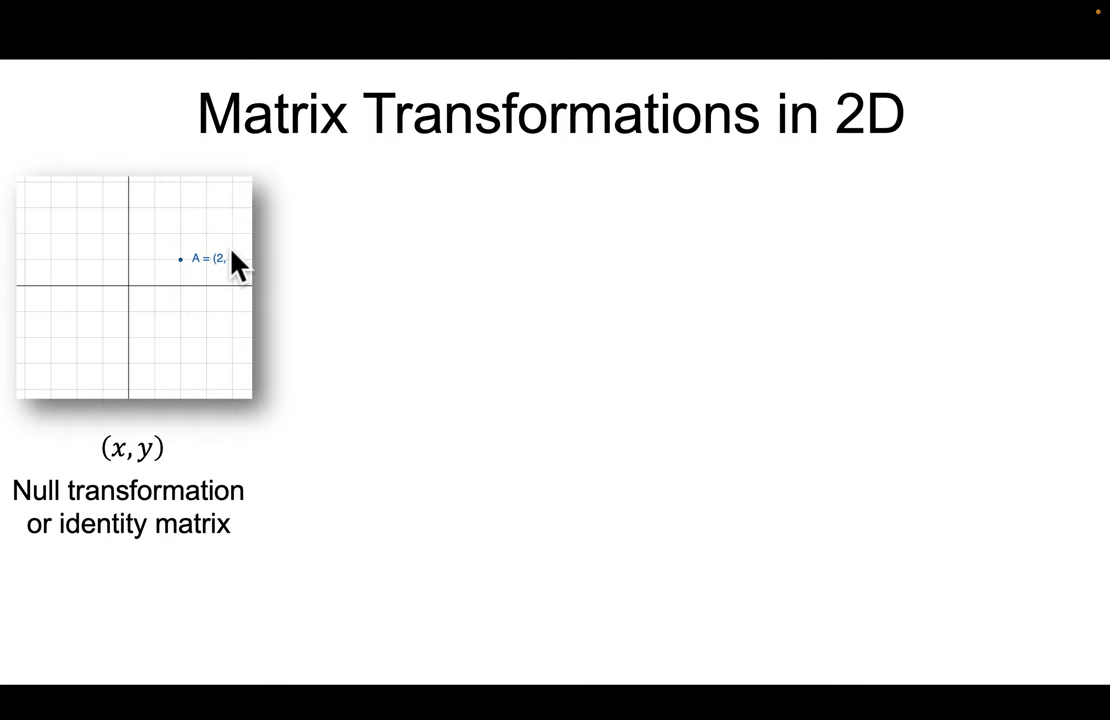 Matrix Transformations in 2D
A = (2,
(x, y)
Null transformation
or identity matrix